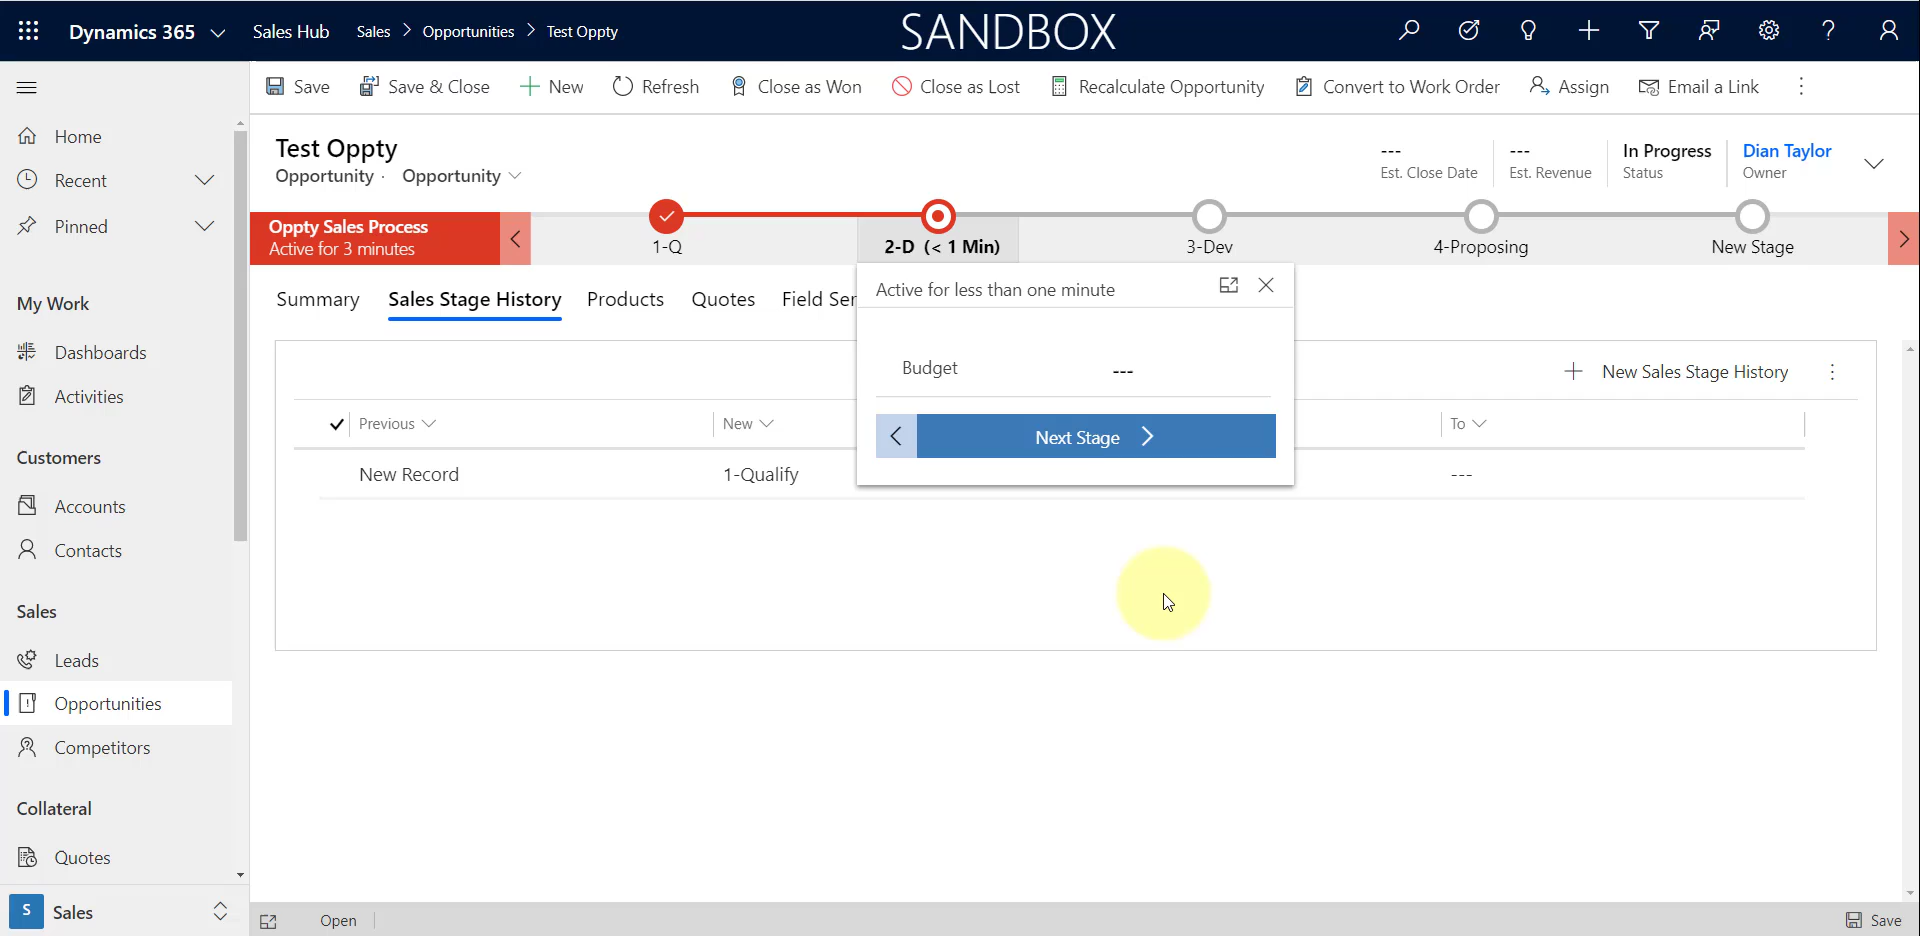 Dynamics 365 Sales Hub Sales Opportunities Test Oppty SANDBOX
Save Save & Close New Refresh Close as Won Close as Lost Recalculate Opportunity Convert to Work Order Assign Email a Link
Home
Recent
Pinned
My Work
Dashboards
Activities
Customers
Accounts
Contacts
Sales
Leads
Opportunities
Competitors
Collateral
Quotes
S Sales
Test Oppty
Opportunity · Opportunity
--- --- In Progress Dian Taylor
Est. Close Date Est. Revenue Status Owner
Oppty Sales Process
Active for 3 minutes
1-Q 2-D (< 1 Min) 3-Dev 4-Proposing New Stage
Summary Sales Stage History Products Quotes Field Ser
Active for less than one minute
Budget ---
Next Stage
New Sales Stage History
Previous New To
New Record 1-Qualify ---
Open Save